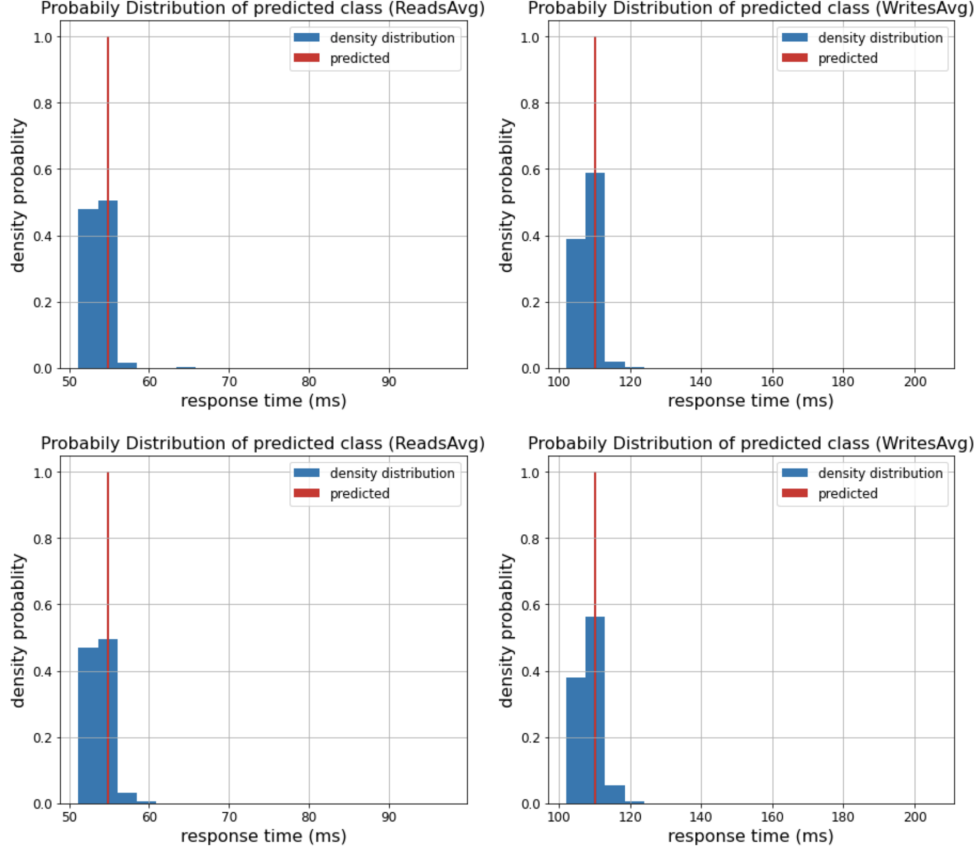 Probabily Distribution of predicted class (ReadsAvg)
density distribution
predicted
1.0
0.8
0.6
0.4
0.2
0.0
density probablity
50 60 70 80 90
response time (ms)
Probabily Distribution of predicted class (WritesAvg)
density distribution
predicted
1.0
0.8
0.6
0.4
0.2
0.0
density probablity
100 120 140 160 180 200
response time (ms)
Probabily Distribution of predicted class (ReadsAvg)
density distribution
predicted
1.0
0.8
0.6
0.4
0.2
0.0
density probablity
50 60 70 80 90
response time (ms)
Probabily Distribution of predicted class (WritesAvg)
density distribution
predicted
1.0
0.8
0.6
0.4
0.2
0.0
density probablity
100 120 140 160 180 200
response time (ms)